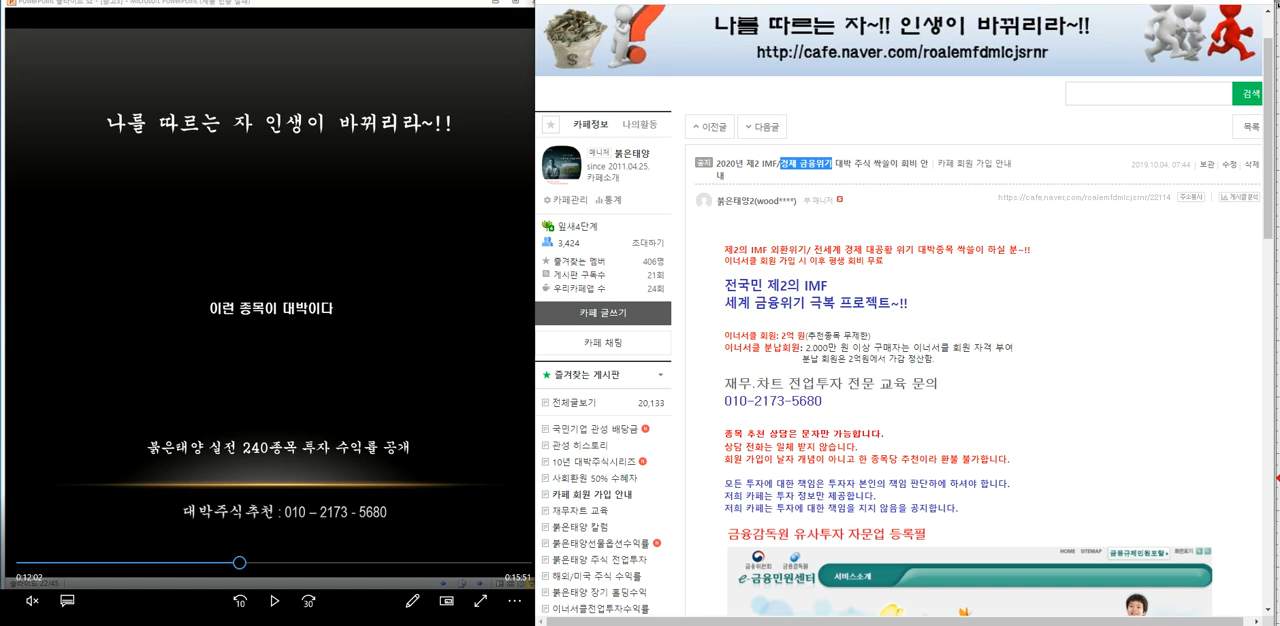 나를 따르는 자 인생이 바뀌리라~!!
이런 종목이 대박이다
붉은태양 실전 240종목 투자 수익률 공개
대박주식추천 : 010 – 2173 - 5680
0:12:02
0:15:51
10
30
나를 따르는 자~!! 인생이 바뀌리라~!!
http://cafe.naver.com/roalemfdmlcjsrnr
검색
카페정보 나의활동
매니저 붉은태양
since 2011.04.25.
카페소개
카페관리 통계
잎새4단계
3,424 초대하기
즐겨찾는 멤버 406명
게시판 구독수 21회
우리카페앱 수 24회
카페 글쓰기
카페 채팅
즐겨찾는 게시판
전체글보기 20,133
국민기업 관성 배당금
관성 히스토리
10년 대박주식시리즈
사회환원 50% 수혜자
카페 회원 가입 안내
재무차트 교육
붉은태양 칼럼
붉은태양선물옵션수익률
붉은태양 주식 전업투자
해외/미국 주식 수익률
붉은태양 장기 홀딩수익
이너서클전업투자수익률
이전글 다음글 목록
공지 2020년 제2 IMF/경제 금융위기 대박 주식 싹쓸이 회비 안 카페 회원 가입 안내 2019.10.04. 07:44 보관 수정 삭제
내
붉은태양2(wood****) 부 매니저 https://cafe.naver.com/roalemfdmlcjsrnr/22114 주소복사 게시글 분석
제2의 IMF 외환위기/ 전세계 경제 대공황 위기 대박종목 싹쓸이 하실 분~!!
이너서클 회원 가입 시 이후 평생 회비 무료
전국민 제2의 IMF
세계 금융위기 극복 프로젝트~!!
이너서클 회원: 2억 원(추천종목 무제한)
이너서클 분납회원: 2,000만 원 이상 구매자는 이너서클 회원 자격 부여
분납 회원은 2억원에서 가감 정산함.
재무.차트 전업투자 전문 교육 문의
010-2173-5680
종목 추천 상담은 문자만 가능합니다.
상담 전화는 일체 받지 않습니다.
회원 가입이 날자 개념이 아니고 한 종목당 추천이라 환불 불가합니다.
모든 투자에 대한 책임은 투자자 본인의 책임 판단하에 하셔야 합니다.
저희 카페는 투자 정보만 제공합니다.
저희 카페는 투자에 대한 책임을 지지 않음을 공지합니다.
금융감독원 유사투자 자문업 등록필
금융위원회 금융감독원
e-금융민원센터
서비스소개
HOME SITEMAP 금융규제민원포털 화면크기